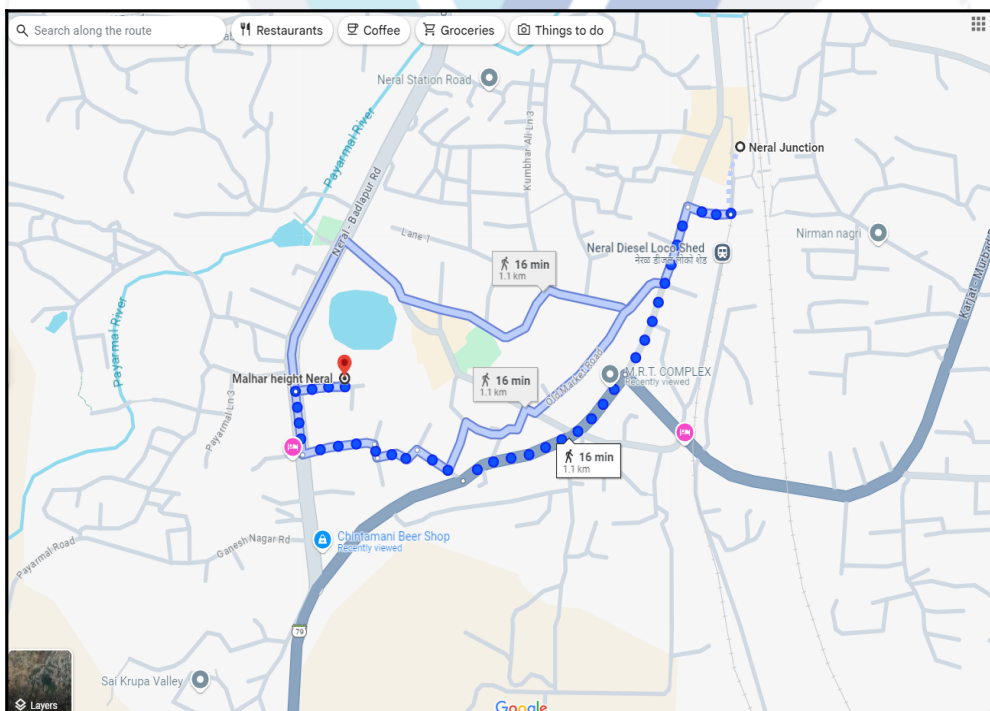 Search along the route
Restaurants
Coffee
Groceries
Things to do
Neral Station Road
Payarmal River
Kumbhar Ali Ln 3
Neral Junction
Neral - Badlapur Rd
Lane 1
Nirman nagri
Neral Diesel Loco Shed
नेरळ डीजल लोको शेड
16 min
1.1 km
Karjat - Murbad
Payarmal River
Malhar height Neral
M.R.T. COMPLEX
Recently viewed
16 min
1.1 km
Old Market Road
Payarmal Ln 3
16 min
1.1 km
Chintamani Beer Shop
Recently viewed
Ganesh Nagar Rd
Payarmal Road
79
Sai Krupa Valley
Layers
Google